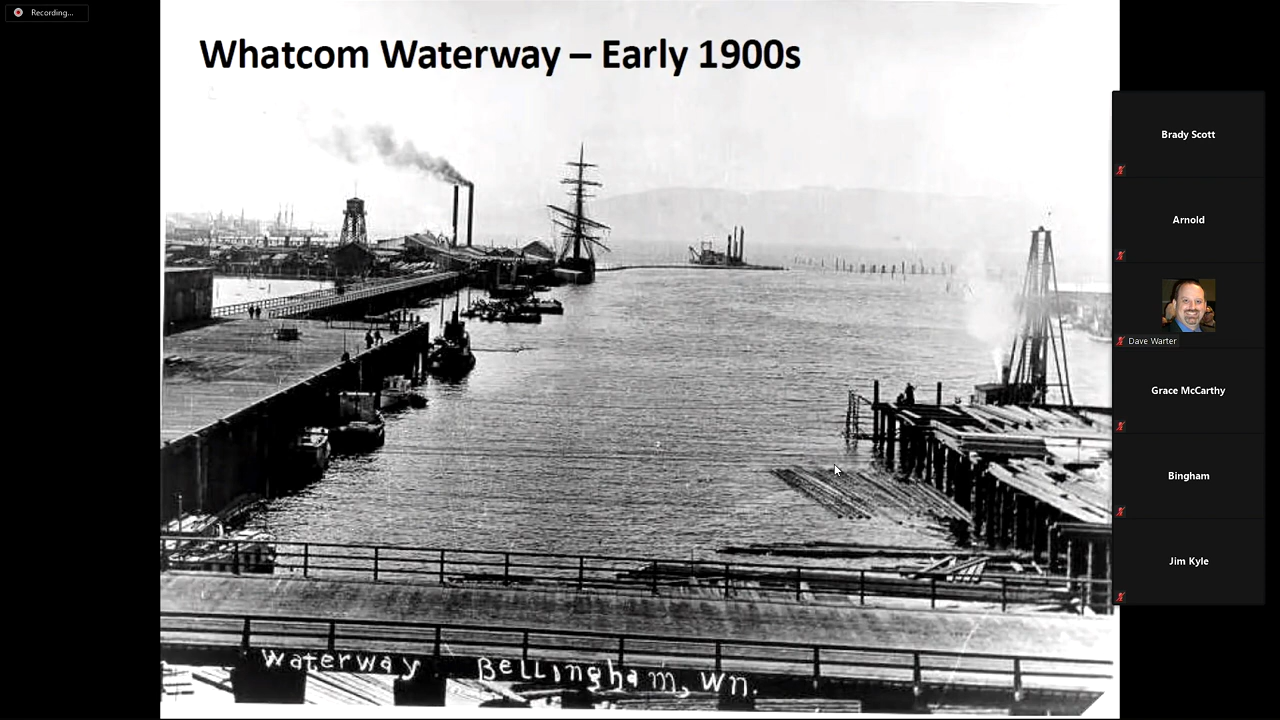 Recording...
Whatcom Waterway – Early 1900s
Brady Scott
Arnold
Dave Warter
Grace McCarthy
Bingham
Jim Kyle
Waterway Bellingham, Wn.